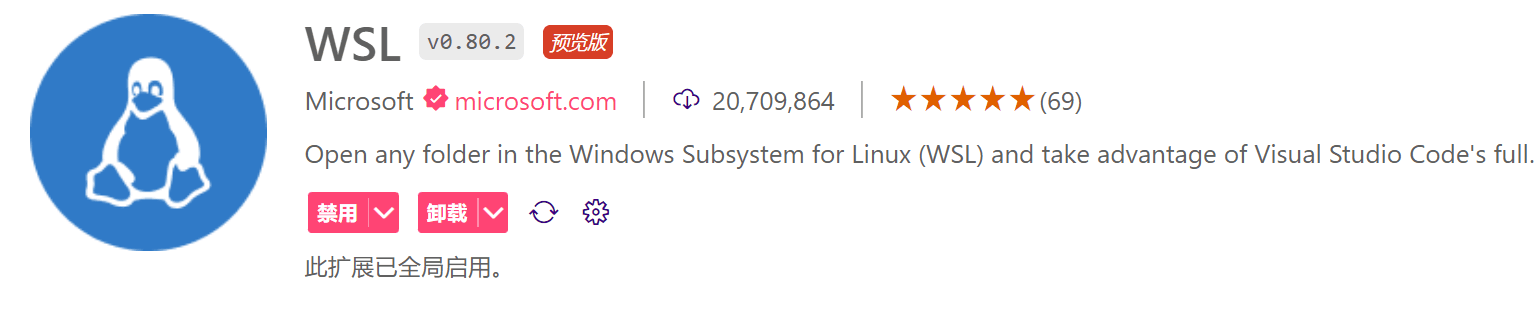 WSL v0.80.2 预览版
Microsoft microsoft.com 20,709,864 (69)
Open any folder in the Windows Subsystem for Linux (WSL) and take advantage of Visual Studio Code's full.
禁用 卸载
此扩展已全局启用。